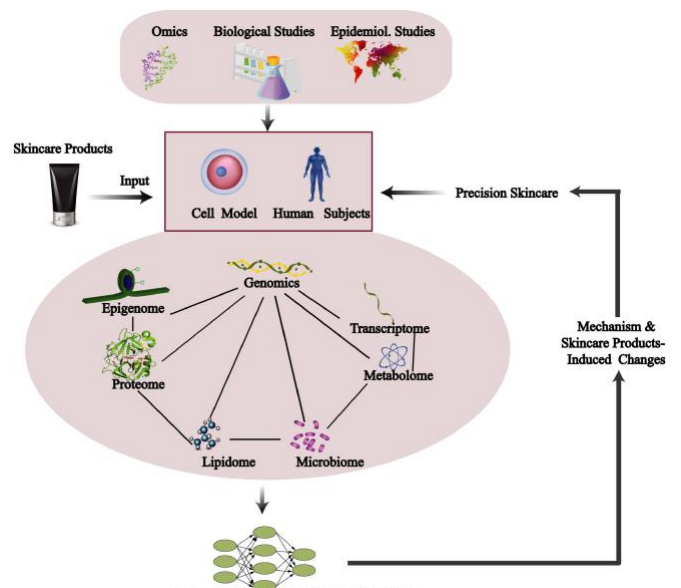 Omics
Biological Studies
Epidemiol. Studies
Skincare Products
Input
Cell Model
Human Subjects
Precision Skincare
Genomics
Epigenome
Transcriptome
Mechanism &
Skincare Products-
Induced Changes
Proteome
Metabolome
Lipidome
Microbiome